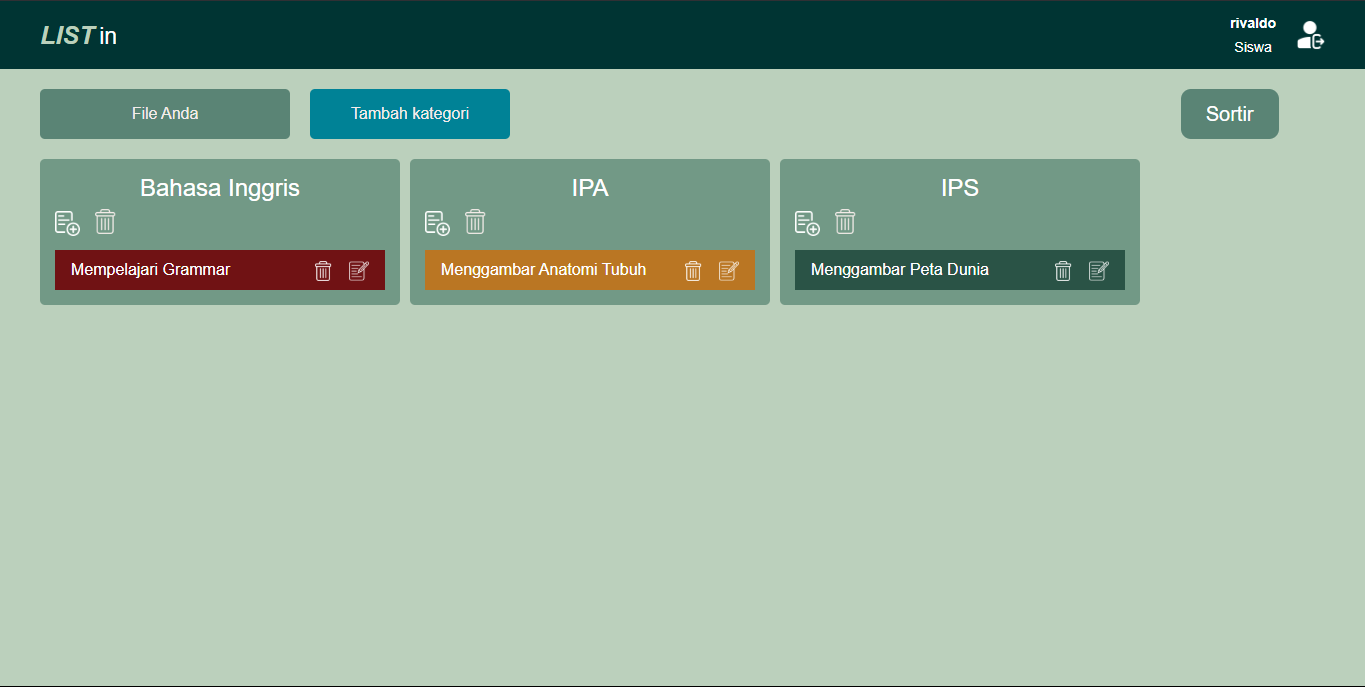 LIST in
rivaldo
Siswa
File Anda
Tambah kategori
Sortir
Bahasa Inggris
Mempelajari Grammar
IPA
Menggambar Anatomi Tubuh
IPS
Menggambar Peta Dunia